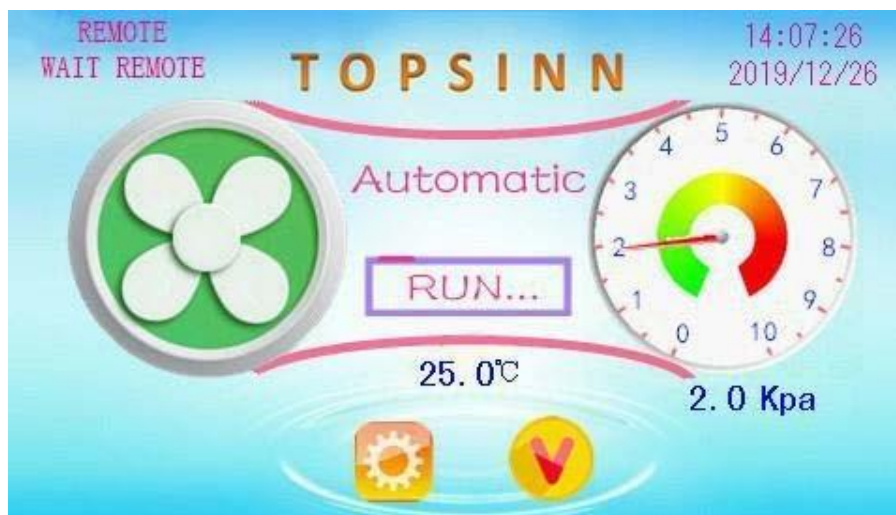 REMOTE
WAIT REMOTE
TOPSINN
14:07:26
2019/12/26
Automatic
RUN...
0
1
2
3
4
5
6
7
8
9
10
25.0℃
2.0 Kpa